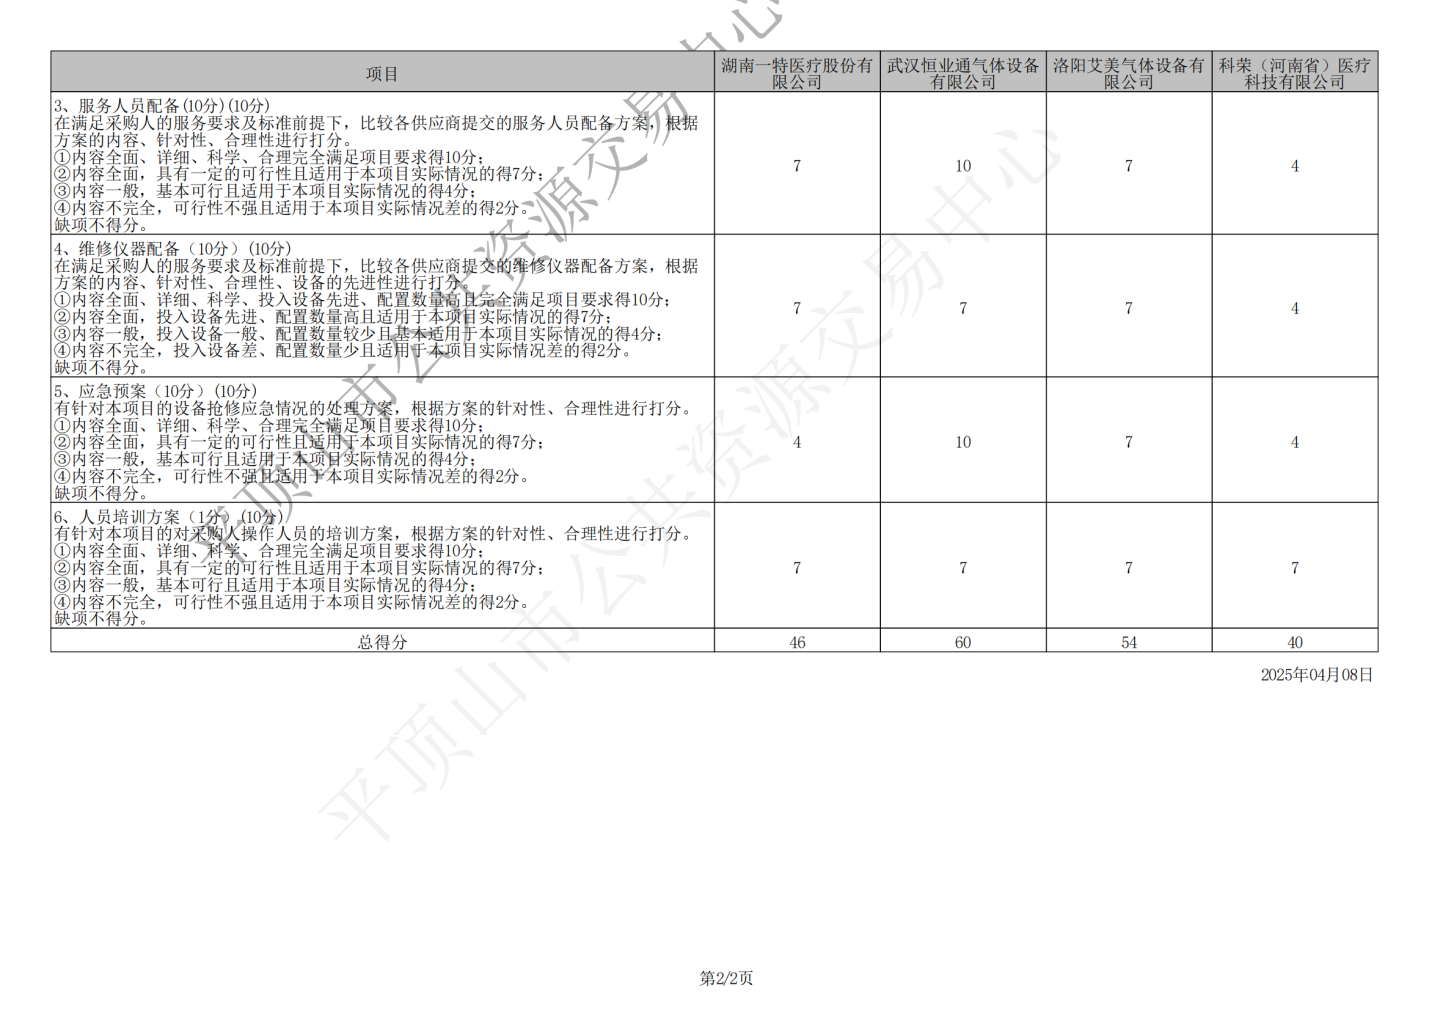 项目
湖南一特医疗股份有
限公司
武汉恒业通气体设备
有限公司
洛阳艾美气体设备有
限公司
科荣（河南省）医疗
科技有限公司
3、服务人员配备(10分)(10分)
在满足采购人的服务要求及标准前提下，比较各供应商提交的服务人员配备方案，根据
方案的内容、针对性、合理性进行打分。
①内容全面、详细、科学、合理完全满足项目要求得10分；
②内容全面，具有一定的可行性且适用于本项目实际情况的得7分；
③内容一般，基本可行且适用于本项目实际情况的得4分；
④内容不完全，可行性不强且适用于本项目实际情况差的得2分。
缺项不得分。
7
10
7
4
4、维修仪器配备（10分）(10分)
在满足采购人的服务要求及标准前提下，比较各供应商提交的维修仪器配备方案，根据
方案的内容、针对性、合理性、设备的先进性进行打分
①内容全面、详细、科学、投入设备先进、配置数量高且完全满足项目要求得10分；
②内容全面，投入设备先进、配置数量高且适用于本项目实际情况的得7分；
③内容一般，投入设备一般、配置数量较少且基本适用于本项目实际情况的得4分；
④内容不完全，投入设备差、配置数量少且适用于本项目实际情况差的得2分。
缺项不得分。
7
7
7
4
5、应急预案（10分）(10分)
有针对本项目的设备抢修应急情况的处理方案，根据方案的针对性、合理性进行打分。
①内容全面、详细、科学、合理完全满足项目要求得10分；
②内容全面，具有一定的可行性且适用于本项目实际情况的得7分；
③内容一般，基本可行且适用于本项目实际情况的得4分；
④内容不完全，可行性不强且适用于本项目实际情况差的得2分。
缺项不得分。
4
10
7
4
6、人员培训方案（1分）(10分)
有针对本项目的对采购人操作人员的培训方案，根据方案的针对性、合理性进行打分。
①内容全面、详细、科学、合理完全满足项目要求得10分；
②内容全面，具有一定的可行性且适用于本项目实际情况的得7分；
③内容一般，基本可行且适用于本项目实际情况的得4分；
④内容不完全，可行性不强且适用于本项目实际情况差的得2分。
缺项不得分。
7
7
7
7
总得分
46
60
54
40
2025年04月08日
平顶山市公共资源交易中心
平顶山市公共资源交易中心
第2/2页